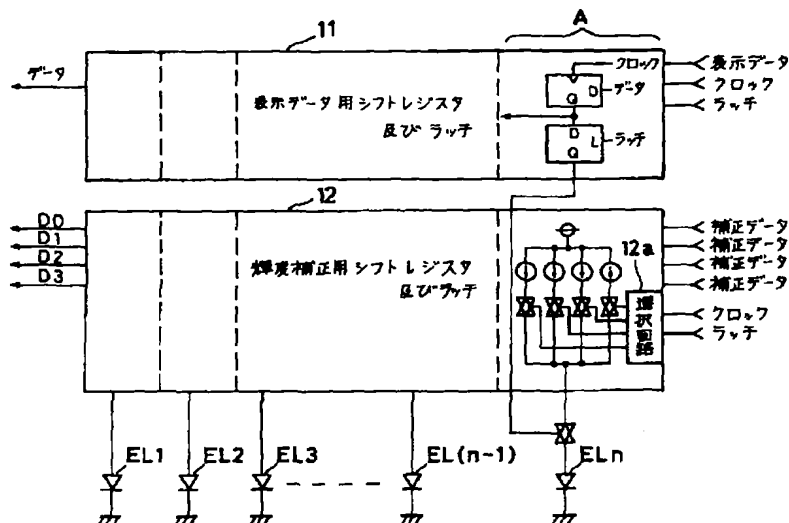 11
A
データ
クロック
D
データ
Q
D
L
ラッチ
Q
表示データ用シフトレジスタ
及びラッチ
表示データ
クロック
ラッチ
12
D0
D1
D2
D3
輝度補正用シフトレジスタ
及びラッチ
12a
選択回路
補正データ
補正データ
補正データ
補正データ
クロック
ラッチ
EL1
EL2
EL3
EL(n-1)
ELn